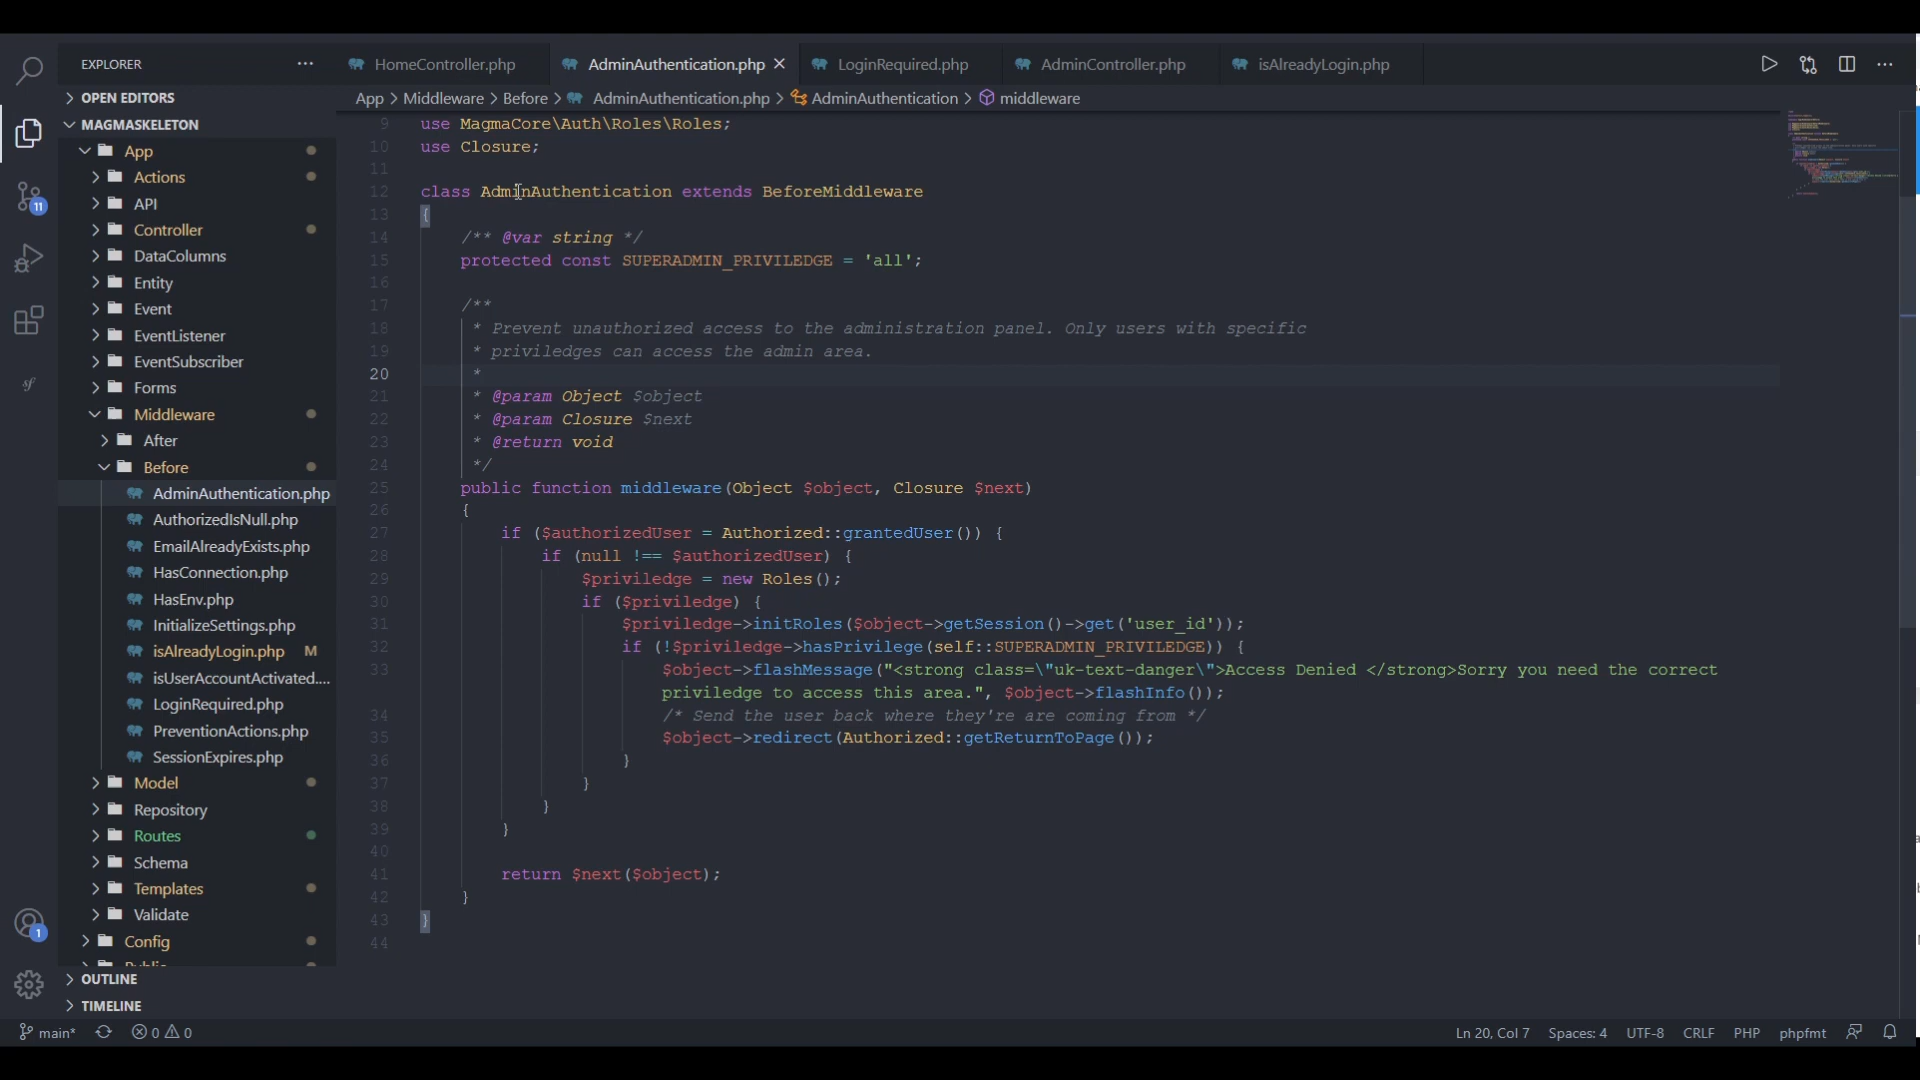 EXPLORER
HomeController.php
AdminAuthentication.php
LoginRequired.php
AdminController.php
isAlreadyLogin.php
OPEN EDITORS
MAGMASKELETON
App
Actions
API
Controller
DataColumns
Entity
Event
EventListener
EventSubscriber
Forms
Middleware
After
Before
AdminAuthentication.php
AuthorizedIsNull.php
EmailAlreadyExists.php
HasConnection.php
HasEnv.php
InitializeSettings.php
isAlreadyLogin.php M
isUserAccountActivated....
LoginRequired.php
PreventionActions.php
SessionExpires.php
Model
Repository
Routes
Schema
Templates
Validate
Config
OUTLINE
TIMELINE
11
sf
1
App > Middleware > Before > AdminAuthentication.php > AdminAuthentication > middleware
9 use MagmaCore\Auth\Roles\Roles;
10 use Closure;
11
12 class AdminAuthentication extends BeforeMiddleware
13 {
14 /** @var string */
15 protected const SUPERADMIN_PRIVILEDGE = 'all';
16
17 /**
18 * Prevent unauthorized access to the administration panel. Only users with specific
19 * priviledges can access the admin area.
20 *
21 * @param Object $object
22 * @param Closure $next
23 * @return void
24 */
25 public function middleware(Object $object, Closure $next)
26 {
27 if ($authorizedUser = Authorized::grantedUser()) {
28 if (null !== $authorizedUser) {
29 $priviledge = new Roles();
30 if ($priviledge) {
31 $priviledge->initRoles($object->getSession()->get('user_id'));
32 if (!$priviledge->hasPrivilege(self::SUPERADMIN_PRIVILEDGE)) {
33 $object->flashMessage("<strong class=\"uk-text-danger\">Access Denied </strong>Sorry you need the correct
priviledge to access this area.", $object->flashInfo());
34 /* Send the user back where they're are coming from */
35 $object->redirect(Authorized::getReturnToPage());
36 }
37 }
38 }
39 }
40
41 return $next($object);
42 }
43 }
44
main* 0 0 Ln 20, Col 7 Spaces: 4 UTF-8 CRLF PHP phpfmt